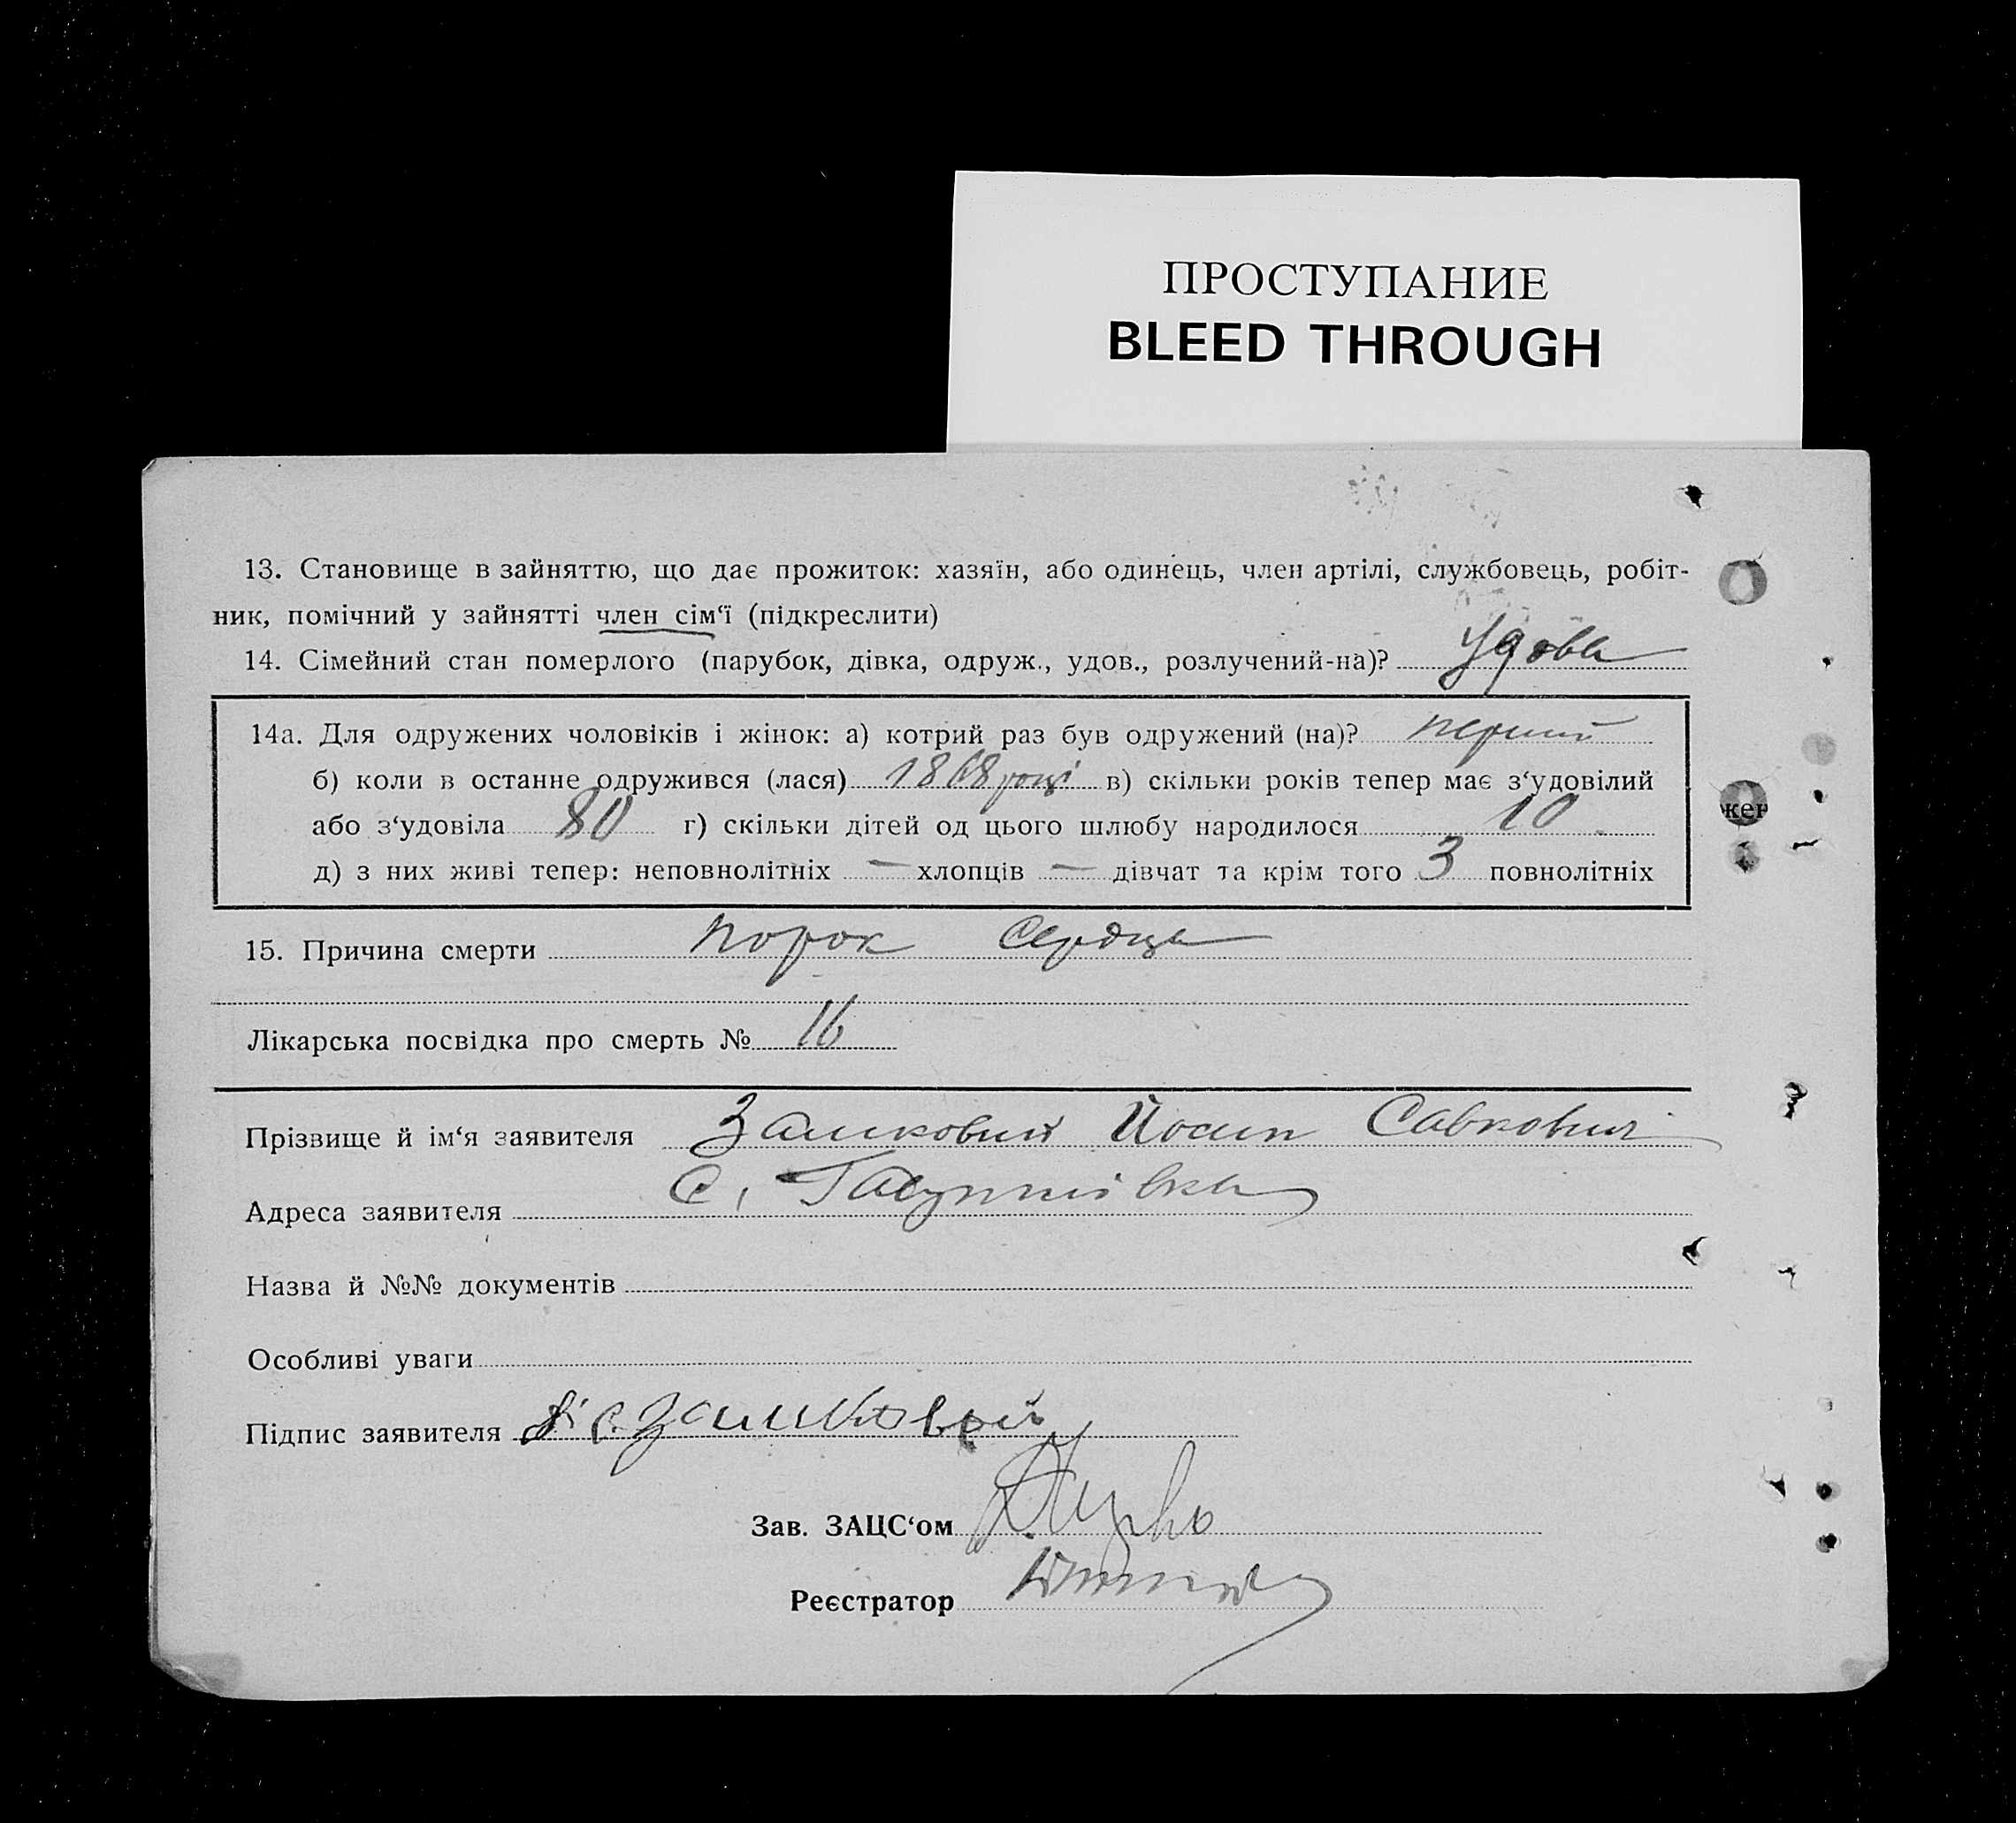 ПРОСТУПАНИЕ
BLEED THROUGH
13. Становище в зайняттю, що дає прожиток: хазяїн, або одинець, член артілі, службовець, робіт-
ник, помічний у зайнятті член сім‘ї (підкреслити)
14. Сімейний стан померлого (парубок, дівка, одруж., удов., розлучений-на)? Удова
14а. Для одружених чоловіків і жінок: а) котрий раз був одружений (на)? перший
б) коли в останне одружився (лася) 1868 році в) скільки років тепер має з‘удовілий
або з‘удовіла 80 г) скільки дітей од цього шлюбу народилося 10
д) з них живі тепер: неповнолітніх — хлопців — дівчат та крім того 3 повнолітніх
15. Причина смерти порок сердца
Лікарська посвідка про смерть № 16
Прізвище й ім‘я заявителя Замковий Йосип Савкович
Адреса заявителя С.
Назва й №№ документів
Особливі уваги
Підпис заявителя
Зав. ЗАЦС‘ом
Реєстратор
жен